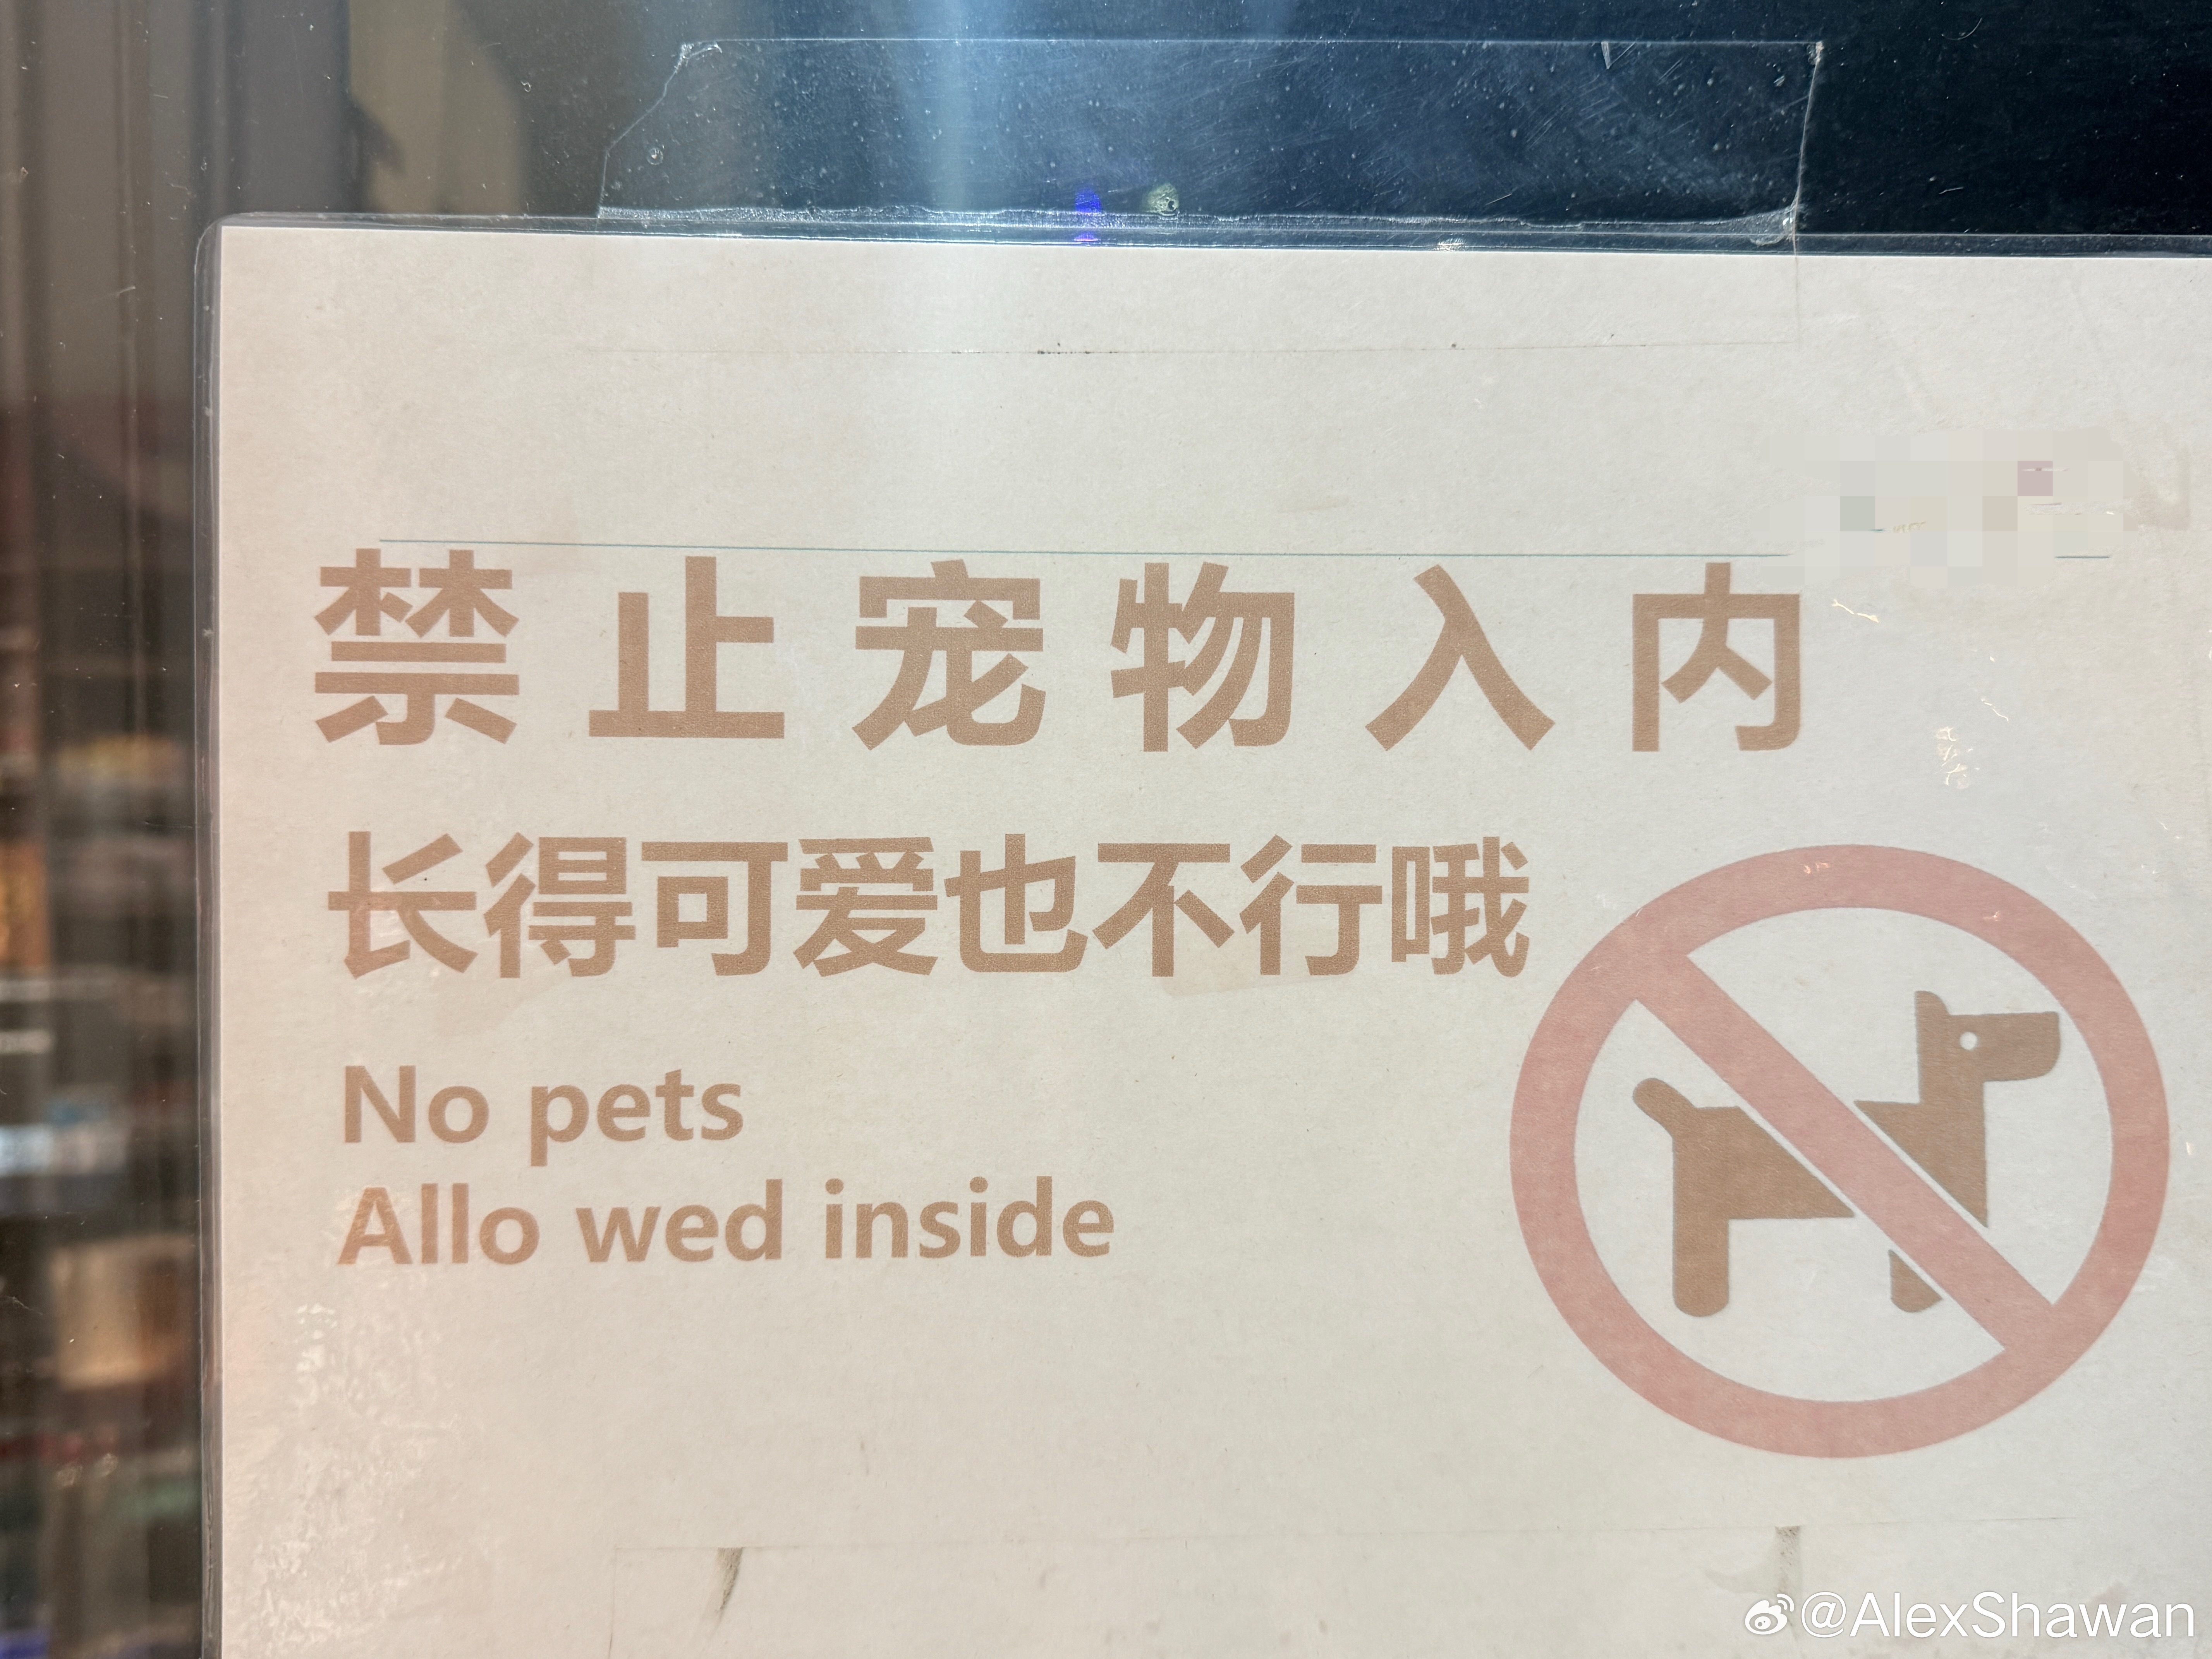 禁止宠物入内
长得可爱也不行哦
No pets
Allo wed inside
@AlexShawan